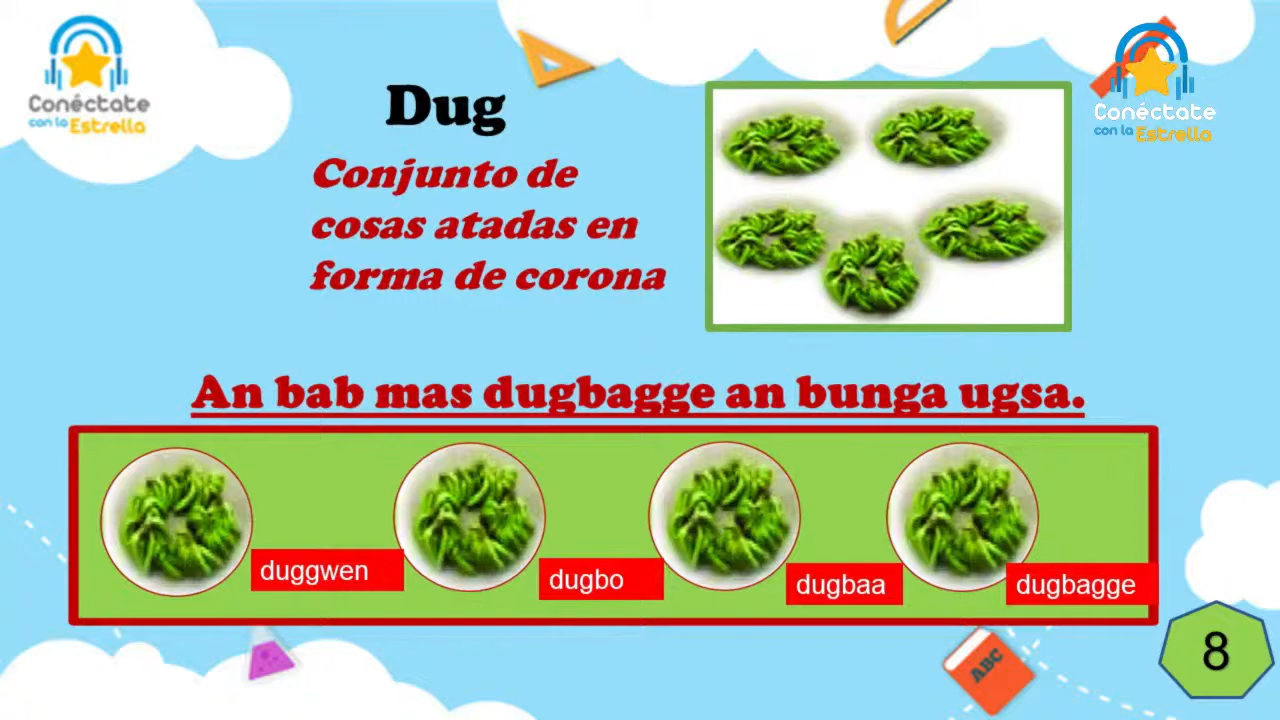 Conéctate
con la Estrella
Conéctate
con la Estrella
Dug
Conjunto de
cosas atadas en
forma de corona
An bab mas dugbagge an bunga ugsa.
duggwen
dugbo
dugbaa
dugbagge
ABC
8